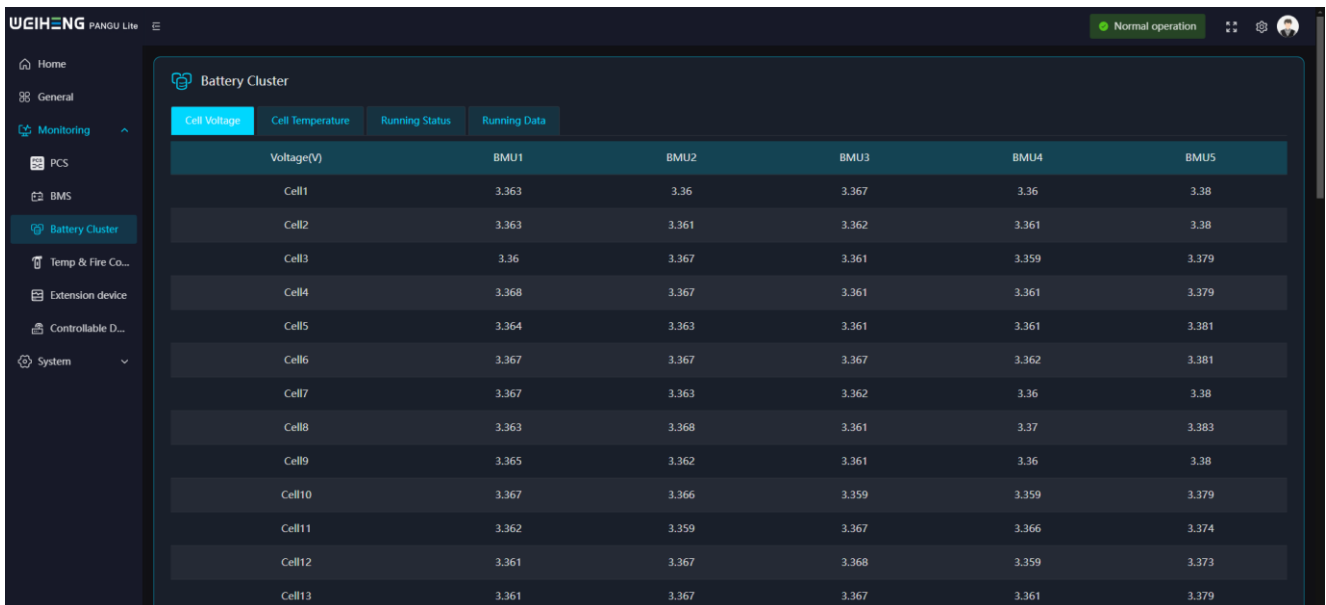 WEIHENG PANGU Lite
Normal operation
Home
General
Monitoring
PCS
BMS
Battery Cluster
Temp & Fire Co...
Extension device
Controllable D...
System
Battery Cluster
Cell Voltage Cell Temperature Running Status Running Data
Voltage(V) BMU1 BMU2 BMU3 BMU4 BMU5
Cell1 3.363 3.36 3.367 3.36 3.38
Cell2 3.363 3.361 3.362 3.361 3.38
Cell3 3.36 3.367 3.361 3.359 3.379
Cell4 3.368 3.367 3.361 3.361 3.379
Cell5 3.364 3.363 3.361 3.361 3.381
Cell6 3.367 3.367 3.367 3.362 3.381
Cell7 3.367 3.363 3.362 3.36 3.38
Cell8 3.363 3.368 3.361 3.37 3.383
Cell9 3.365 3.362 3.361 3.36 3.38
Cell10 3.367 3.366 3.359 3.359 3.379
Cell11 3.362 3.359 3.367 3.366 3.374
Cell12 3.361 3.367 3.368 3.359 3.373
Cell13 3.361 3.367 3.367 3.361 3.379